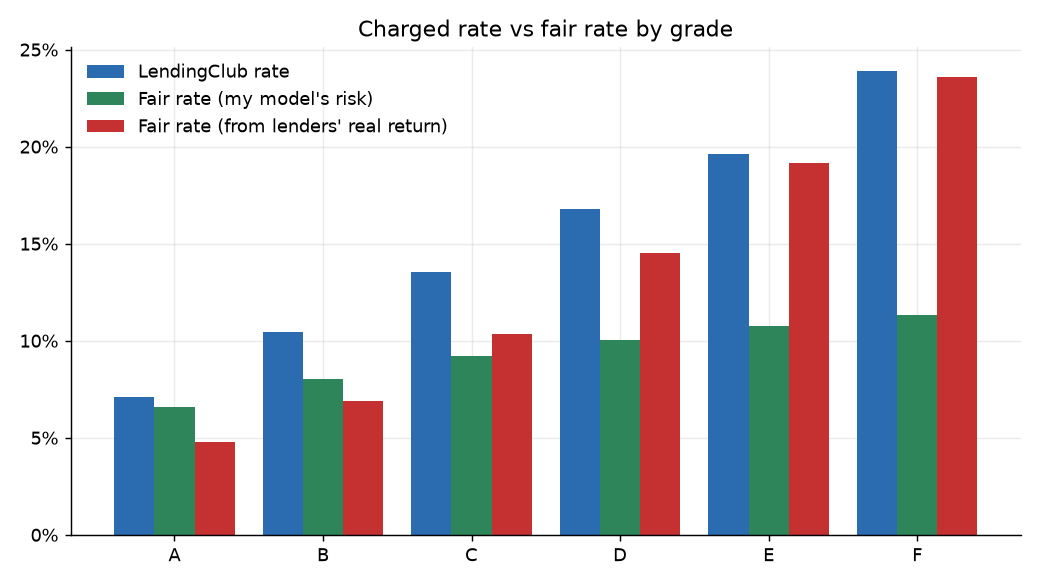 Charged rate vs fair rate by grade
25%
20%
15%
10%
5%
0%
LendingClub rate
Fair rate (my model's risk)
Fair rate (from lenders' real return)
A B C D E F